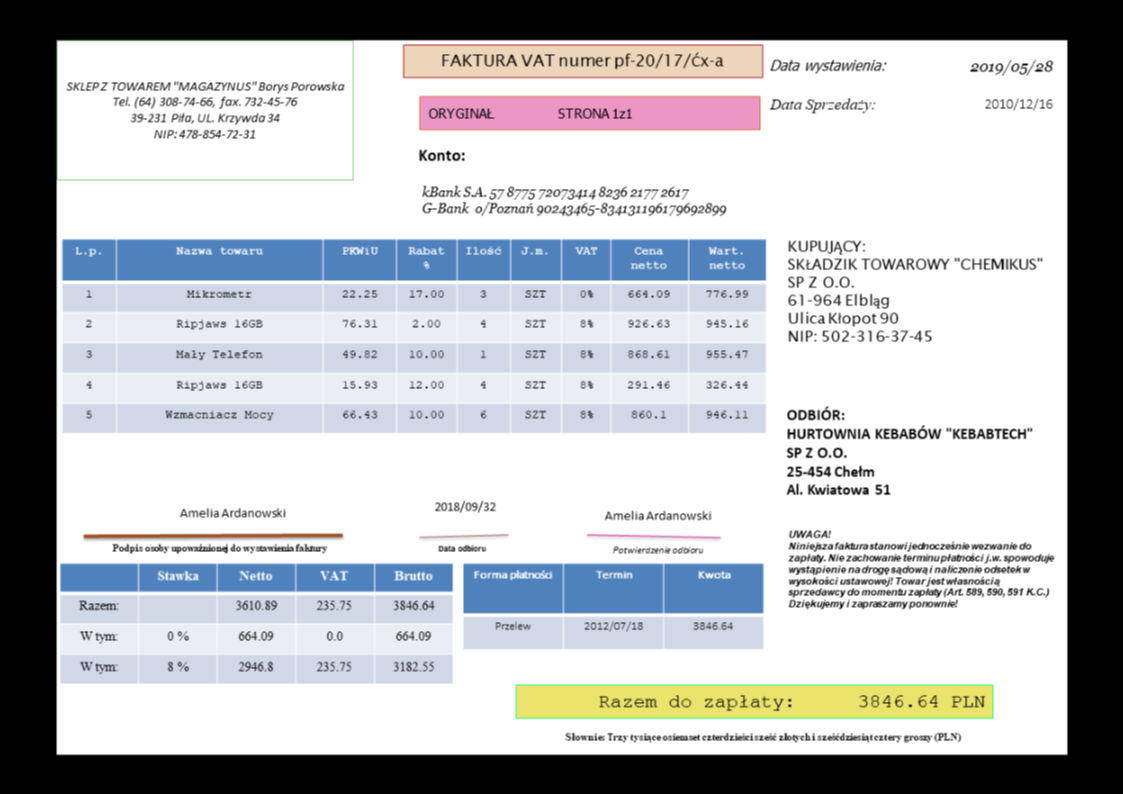 SKLEP Z TOWAREM "MAGAZYNUS" Borys Porowska
Tel. (64) 308-74-66, fax. 732-45-76
39-231 Piła, UL. Krzywda 34
NIP: 478-854-72-31
FAKTURA VAT numer pf-20/17/Ćx-a
ORYGINAŁ STRONA 1z1
Data wystawienia: 2019/05/28
Data Sprzedaży: 2010/12/16
Konto:
kBank S.A. 57 8775 72073414 8236 2177 2617
G-Bank o/Poznań 90243465-834131196179692899
L.p. Nazwa towaru PKWiU Rabat % Ilość J.m. VAT Cena netto Wart. netto
1 Mikrometr 22.25 17.00 3 SZT 0% 664.09 776.99
2 Ripjaws 16GB 76.31 2.00 4 SZT 8% 926.63 945.16
3 Mały Telefon 49.82 10.00 1 SZT 8% 868.61 955.47
4 Ripjaws 16GB 15.93 12.00 4 SZT 8% 291.46 326.44
5 Wzmacniacz Mocy 66.43 10.00 6 SZT 8% 860.1 946.11
KUPUJĄCY:
SKŁADZIK TOWAROWY "CHEMIKUS"
SP Z O.O.
61-964 Elbląg
Ulica Kłopot 90
NIP: 502-316-37-45
ODBIÓR:
HURTOWNIA KEBABÓW "KEBABTECH"
SP Z O.O.
25-454 Chełm
Al. Kwiatowa 51
Amelia Ardanowski
Podpis osoby upoważnionej do wystawienia faktury
2018/09/32
Data odbioru
Amelia Ardanowski
Potwierdzenie odbioru
UWAGA!
Niniejsza faktura stanowi jednocześnie wezwanie do
zapłaty. Nie zachowanie terminu płatności j.w. spowoduje
wystąpienie na drogę sądową i naliczenie odsetek w
wysokości ustawowej! Towar jest własnością
sprzedawcy do momentu zapłaty (Art. 589, 590, 591 K.C.)
Dziękujemy i zapraszamy ponownie!
Stawka Netto VAT Brutto
Razem: 3610.89 235.75 3846.64
W tym: 0 % 664.09 0.0 664.09
W tym: 8 % 2946.8 235.75 3182.55
Forma płatności Termin Kwota
Przelew 2012/07/18 3846.64
Razem do zapłaty: 3846.64 PLN
Słownie: Trzy tysiące osiemset czterdzieści sześć złotych i sześćdziesiąt cztery groszy (PLN)